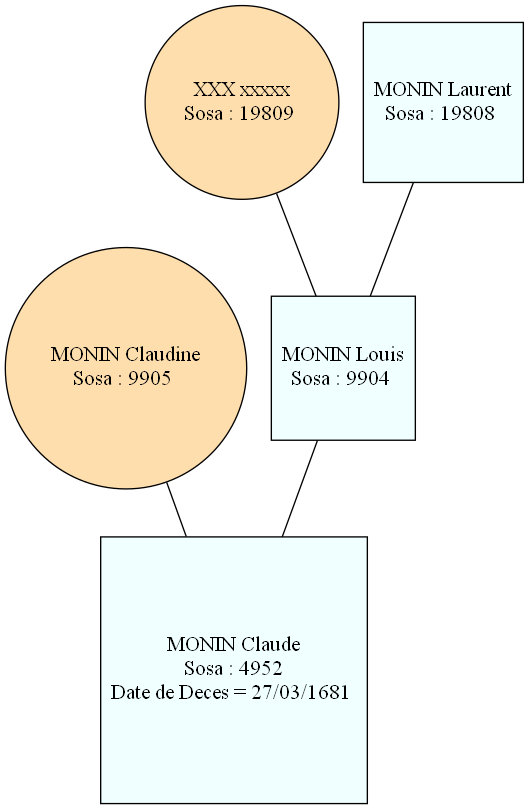 XXX xxxxx
Sosa : 19809
MONIN Laurent
Sosa : 19808
MONIN Claudine
Sosa : 9905
MONIN Louis
Sosa : 9904
MONIN Claude
Sosa : 4952
Date de Deces = 27/03/1681